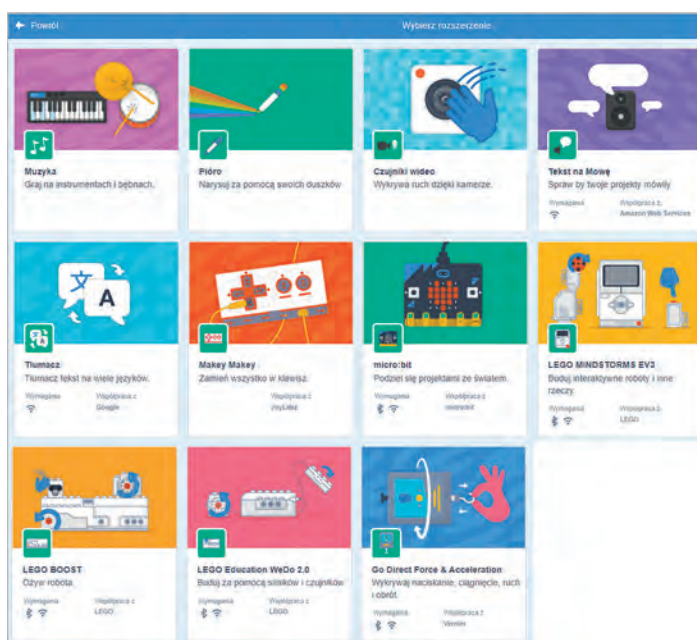 Powrót
Wybierz rozszerzenie
Muzyka
Graj na instrumentach i bębnach.
Pióro
Narysuj za pomocą swoich duszków
Czujniki wideo
Wykrywa ruch dzięki kamerze.
Tekst na Mowę
Spraw by twoje projekty mówiły
Wymagania
Współpraca z
Amazon Web Services
文
A
Tłumacz
Tłumacz tekst na wiele języków.
Wymagania
Współpraca z
Google
Makey Makey
Zamień wszystko w klawisz.
Współpraca z
JoyLabz
micro:bit
Podziel się projektami ze światem.
Wymagania
Współpraca z
micro:bit
LEGO MINDSTORMS EV3
Buduj interaktywne roboty i inne
rzeczy.
Wymagania
Współpraca z
LEGO
LEGO BOOST
Ożyw robota.
Wymagania
Współpraca z
LEGO
LEGO Education WeDo 2.0
Buduj za pomocą silników i czujników
Wymagania
Współpraca z
LEGO
Go Direct Force & Acceleration
Wykrywaj naciskanie, ciągnięcie, ruch
i obrót.
Wymagania
Współpraca z
Vernier